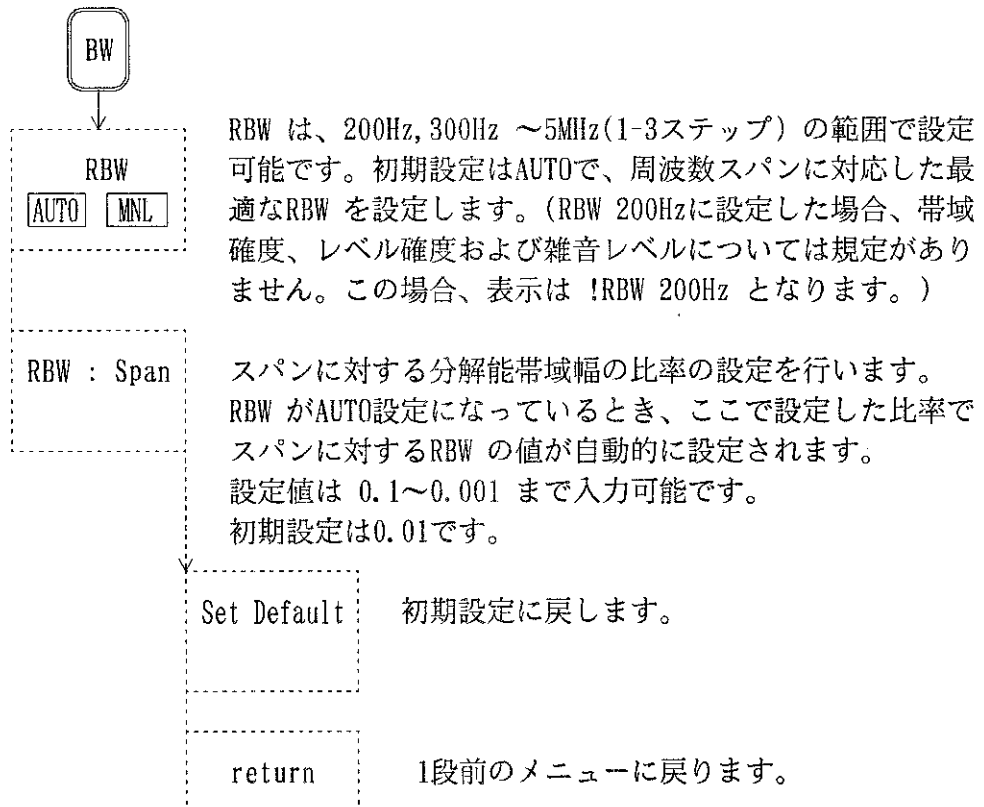 BW
RBW
AUTO MNL
RBW は、200Hz,300Hz ～5MHz(1-3ステップ) の範囲で設定
可能です。初期設定はAUTOで、周波数スパンに対応した最
適なRBW を設定します。(RBW 200Hzに設定した場合、帯域
確度、レベル確度および雑音レベルについては規定があり
ません。この場合、表示は !RBW 200Hz となります。)
RBW : Span
スパンに対する分解能帯域幅の比率の設定を行います。
RBW がAUTO設定になっているとき、ここで設定した比率で
スパンに対するRBW の値が自動的に設定されます。
設定値は 0.1～0.001 まで入力可能です。
初期設定は0.01です。
Set Default
初期設定に戻します。
return
1段前のメニューに戻ります。